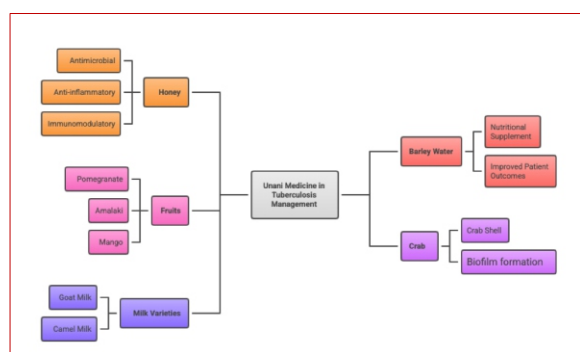 Antimicrobial
Anti-inflammatory
Immunomodulatory
Honey
Pomegranate
Amalaki
Mango
Fruits
Goat Milk
Camel Milk
Milk Varieties
Unani Medicine in
Tuberculosis
Management
Barley Water
Nutritional
Supplement
Improved Patient
Outcomes
Crab
Crab Shell
Biofilm formation